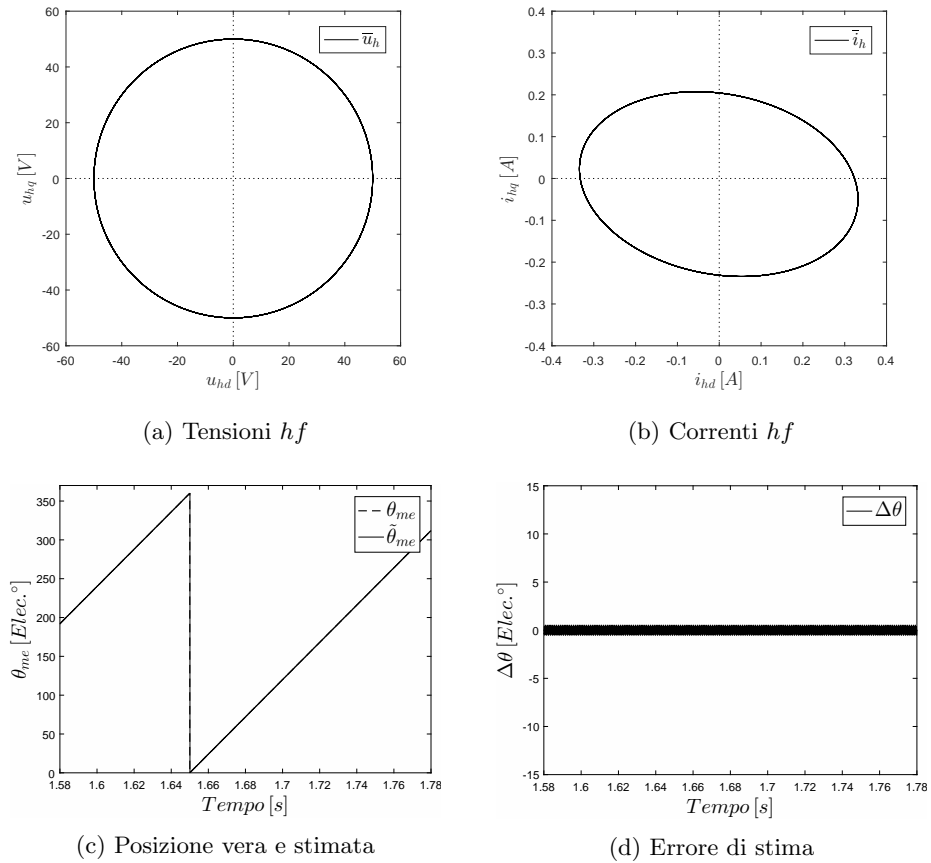 60
40
20
0
-20
-40
-60
u_hq [V]
-60 -40 -20 0 20 40 60
u_hd [V]
u̅_h
(a) Tensioni hf
0.4
0.3
0.2
0.1
0
-0.1
-0.2
-0.3
-0.4
i_hq [A]
-0.4 -0.3 -0.2 -0.1 0 0.1 0.2 0.3 0.4
i_hd [A]
i̅_h
(b) Correnti hf
350
300
250
200
150
100
50
0
θ_me [Elec.°]
1.58 1.6 1.62 1.64 1.66 1.68 1.7 1.72 1.74 1.76 1.78
Tempo [s]
θ_me
θ̃_me
(c) Posizione vera e stimata
15
10
5
0
-5
-10
-15
Δθ [Elec.°]
1.58 1.6 1.62 1.64 1.66 1.68 1.7 1.72 1.74 1.76 1.78
Tempo [s]
Δθ
(d) Errore di stima